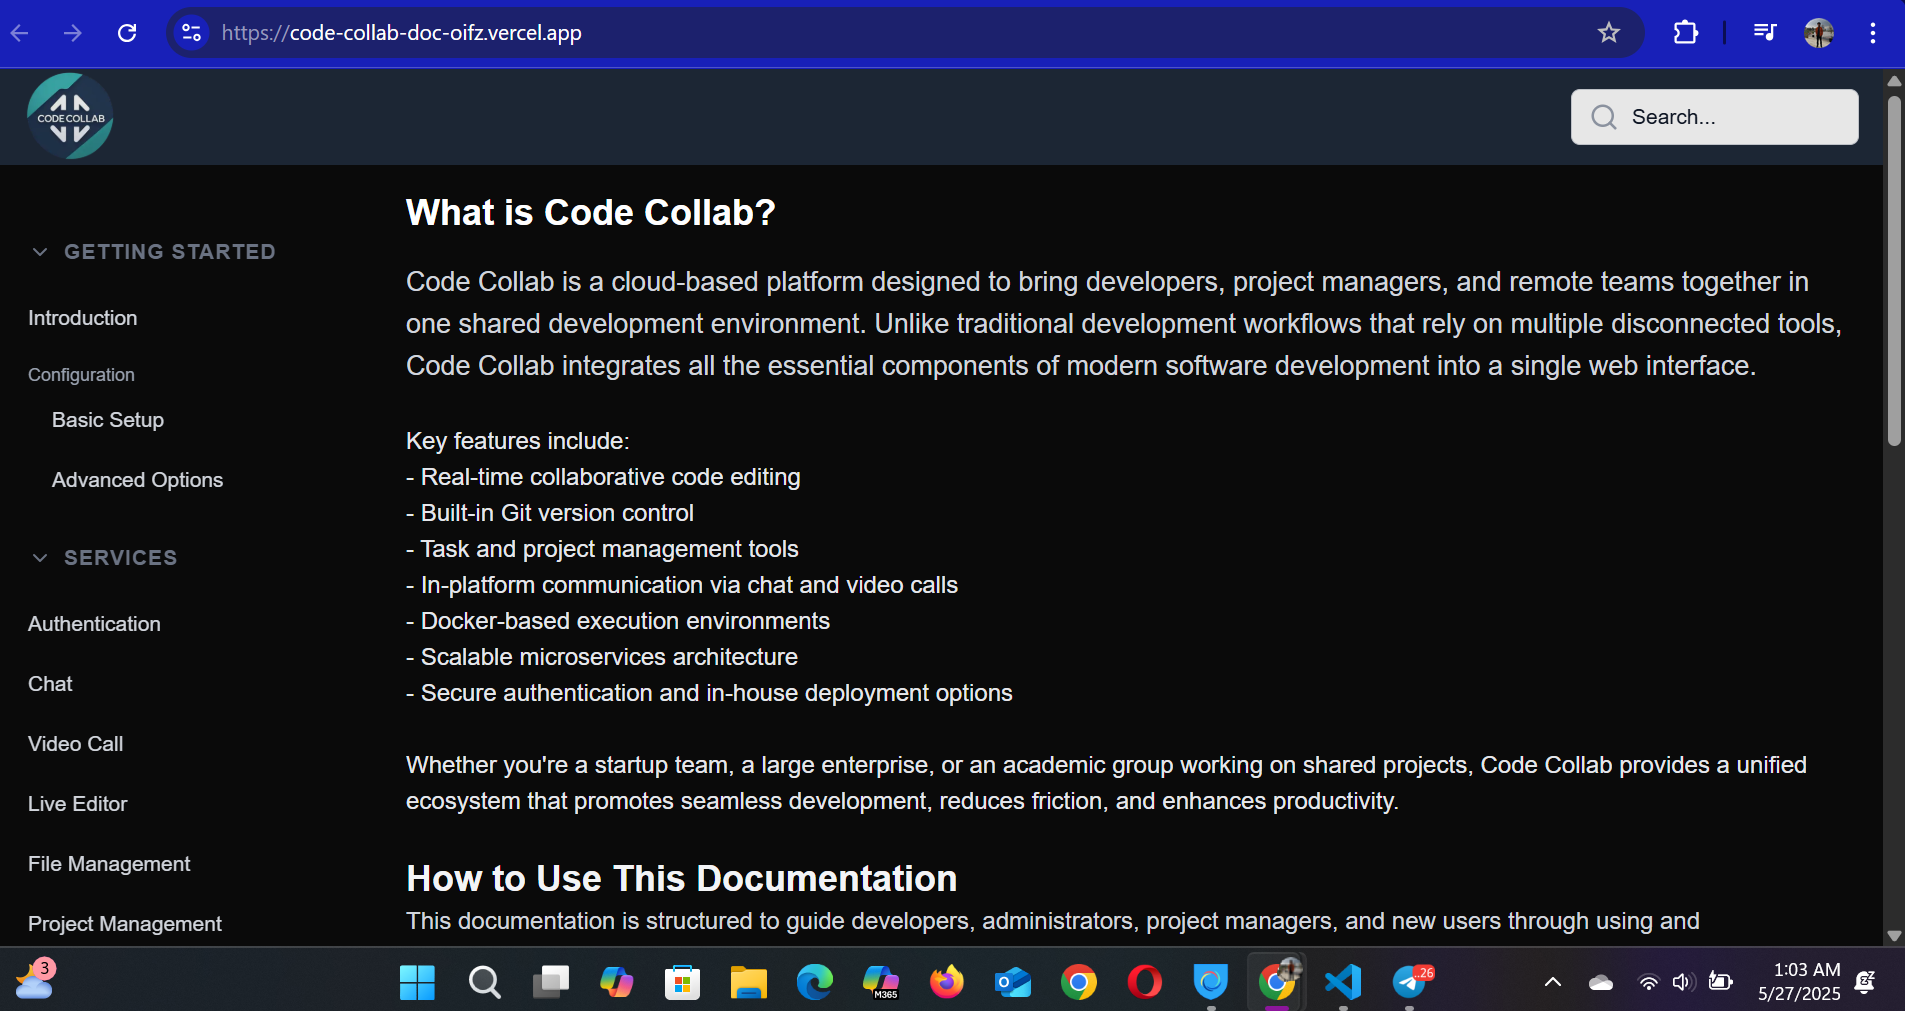 https://code-collab-doc-oifz.vercel.app
CODE COLLAB
Search...
GETTING STARTED
Introduction
Configuration
Basic Setup
Advanced Options
SERVICES
Authentication
Chat
Video Call
Live Editor
File Management
Project Management
What is Code Collab?
Code Collab is a cloud-based platform designed to bring developers, project managers, and remote teams together in
one shared development environment. Unlike traditional development workflows that rely on multiple disconnected tools,
Code Collab integrates all the essential components of modern software development into a single web interface.
Key features include:
- Real-time collaborative code editing
- Built-in Git version control
- Task and project management tools
- In-platform communication via chat and video calls
- Docker-based execution environments
- Scalable microservices architecture
- Secure authentication and in-house deployment options
Whether you're a startup team, a large enterprise, or an academic group working on shared projects, Code Collab provides a unified
ecosystem that promotes seamless development, reduces friction, and enhances productivity.
How to Use This Documentation
This documentation is structured to guide developers, administrators, project managers, and new users through using and
3
M365
..26
1:03 AM
5/27/2025